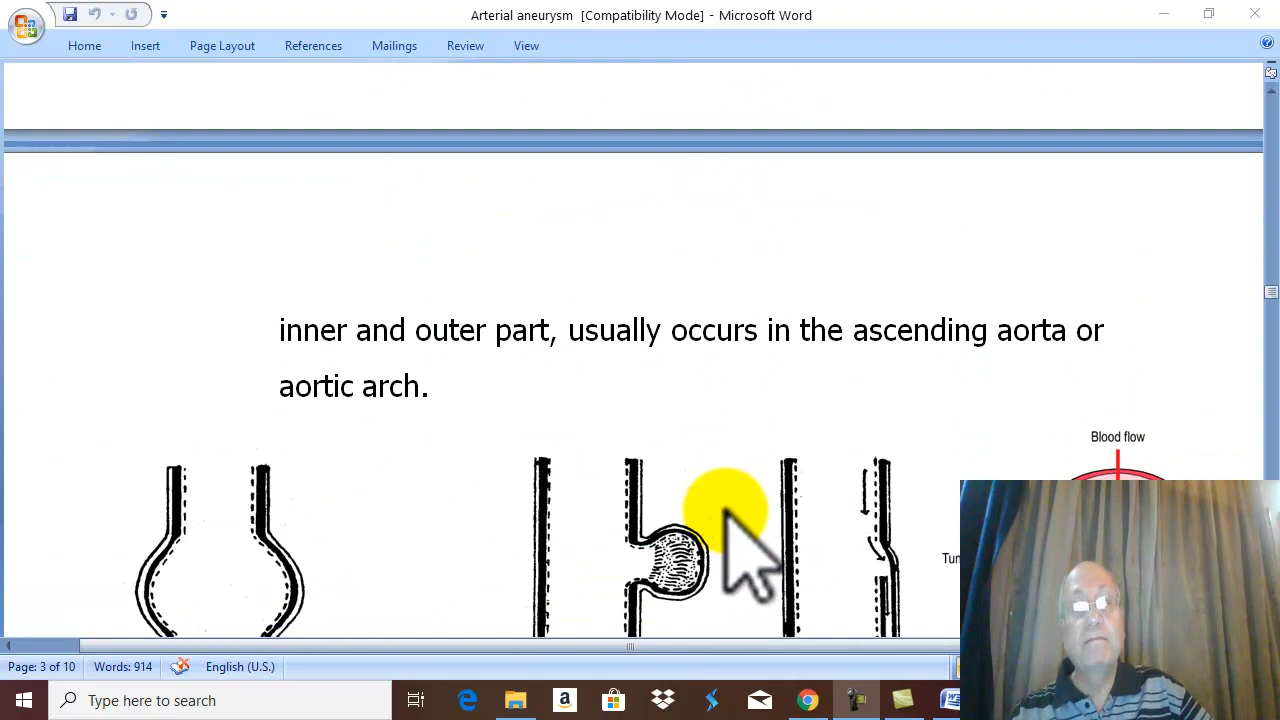 Arterial aneurysm [Compatibility Mode] - Microsoft Word
Home Insert Page Layout References Mailings Review View
inner and outer part, usually occurs in the ascending aorta or
aortic arch.
Blood flow
Page: 3 of 10 Words: 914 English (U.S.)
Type here to search